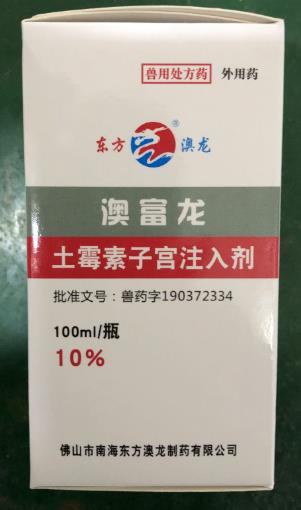 兽用处方药 外用药
东方 ® 澳龙
澳富龙
土霉素子宫注入剂
批准文号：兽药字190372334
100ml/瓶
10%
佛山市南海东方澳龙制药有限公司